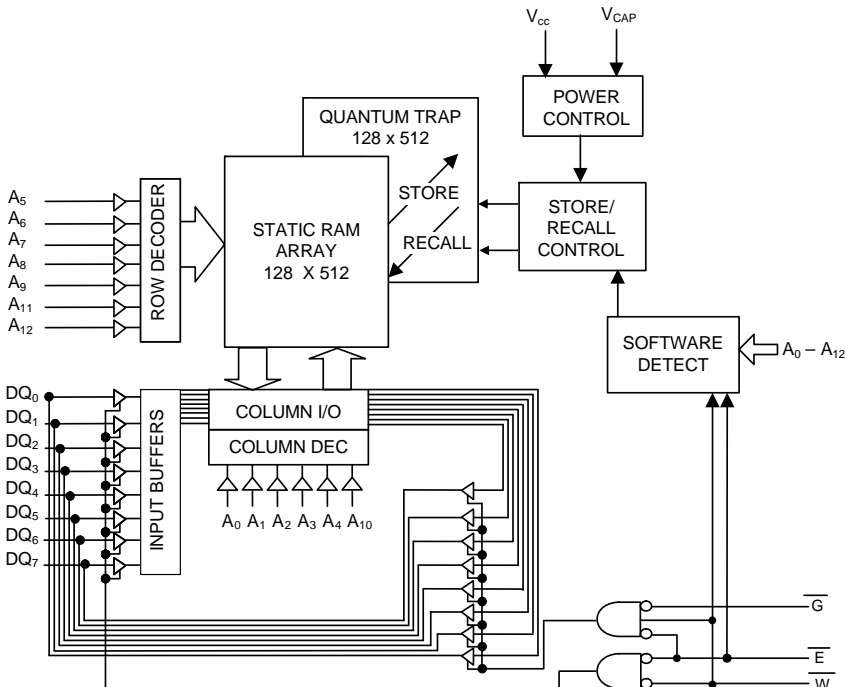 Vcc
VCAP
POWER
CONTROL
QUANTUM TRAP
128 x 512
STORE
RECALL
STORE/
RECALL
CONTROL
A5
A6
A7
A8
A9
A11
A12
ROW DECODER
STATIC RAM
ARRAY
128 X 512
SOFTWARE
DETECT
A0 – A12
DQ0
DQ1
DQ2
DQ3
DQ4
DQ5
DQ6
DQ7
INPUT BUFFERS
COLUMN I/O
COLUMN DEC
A0 A1 A2 A3 A4 A10
G
E
W